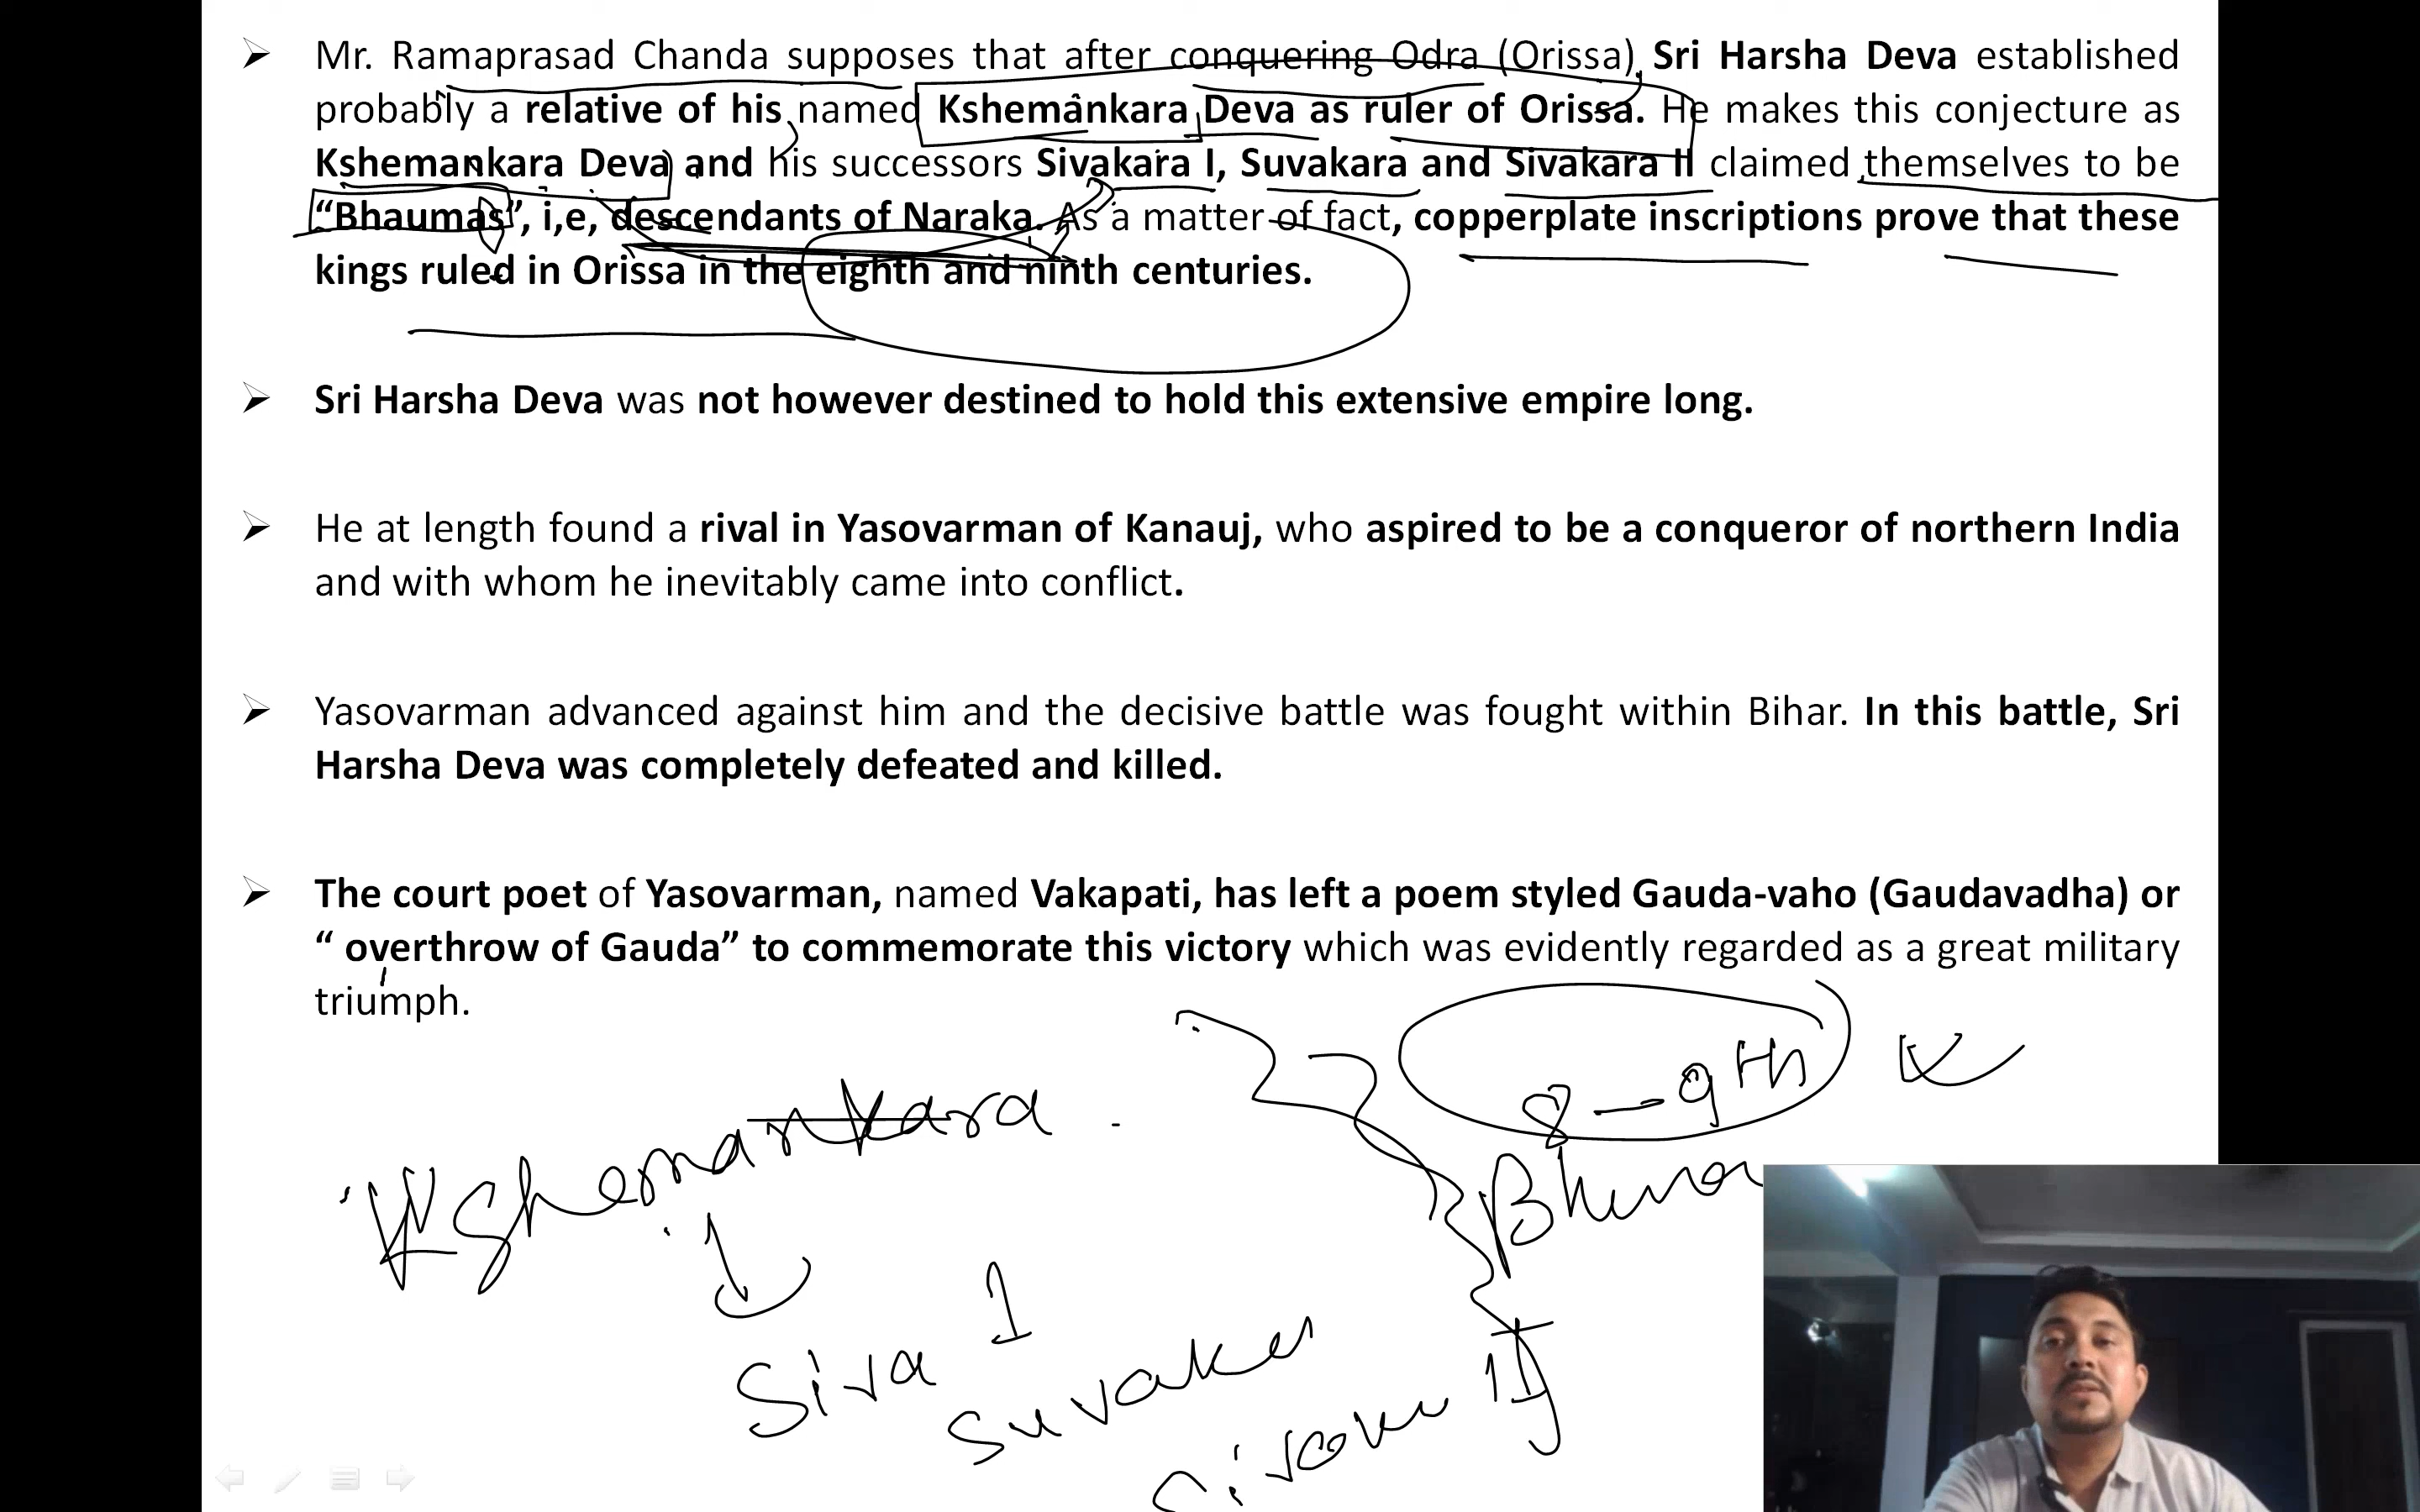 ➢ Mr. Ramaprasad Chanda supposes that after conquering Odra (Orissa), Sri Harsha Deva established
probably a relative of his named Kshemankara Deva as ruler of Orissa. He makes this conjecture as
Kshemankara Deva and his successors Sivakara I, Suvakara and Sivakara II claimed themselves to be
“Bhaumas”, i,e, descendants of Naraka. As a matter of fact, copperplate inscriptions prove that these
kings ruled in Orissa in the eighth and ninth centuries.
➢ Sri Harsha Deva was not however destined to hold this extensive empire long.
➢ He at length found a rival in Yasovarman of Kanauj, who aspired to be a conqueror of northern India
and with whom he inevitably came into conflict.
➢ Yasovarman advanced against him and the decisive battle was fought within Bihar. In this battle, Sri
Harsha Deva was completely defeated and killed.
➢ The court poet of Yasovarman, named Vakapati, has left a poem styled Gauda-vaho (Gaudavadha) or
“ overthrow of Gauda” to commemorate this victory which was evidently regarded as a great military
triumph.
8-9th
Kshemankara
Siva I